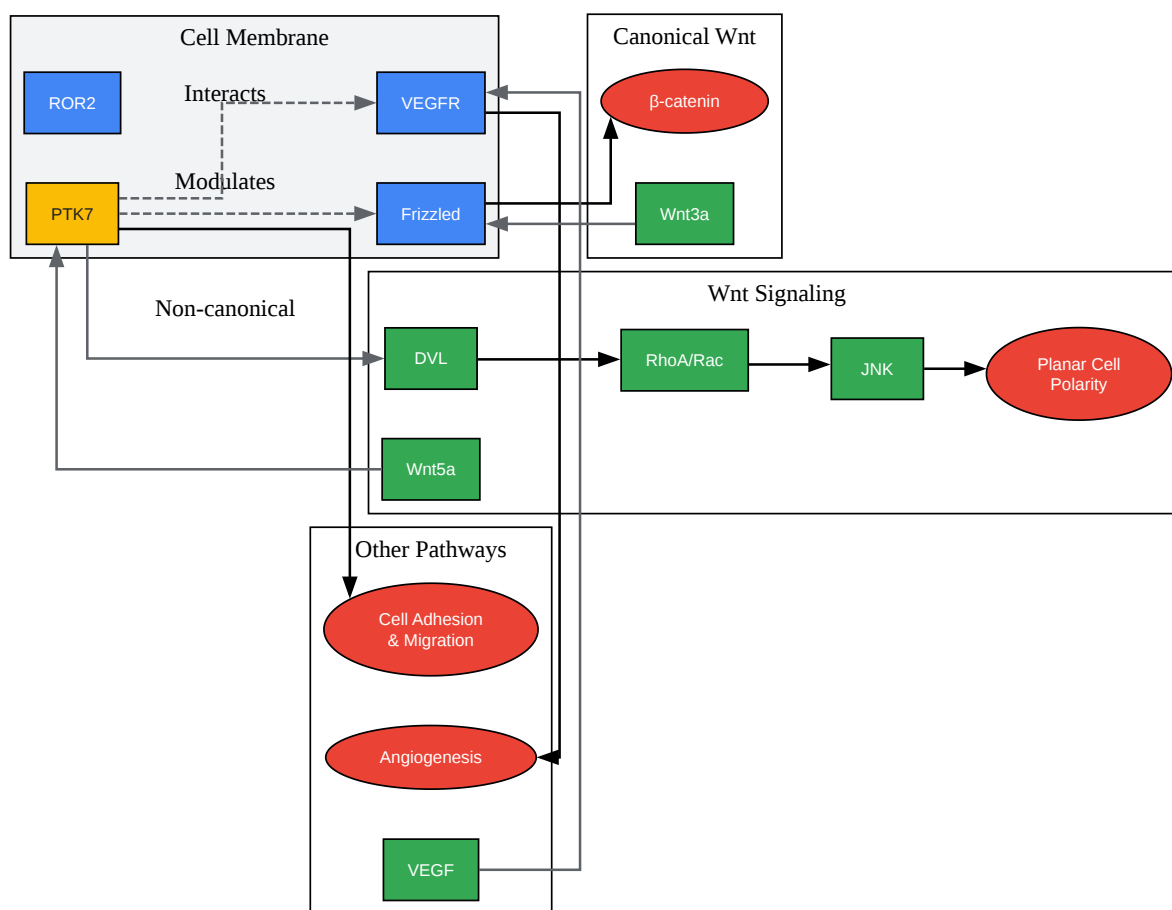 Cell Membrane
Canonical Wnt
ROR2
Interacts
VEGFR
β-catenin
Modulates
PTK7
Frizzled
Wnt3a
Wnt Signaling
Non-canonical
DVL
RhoA/Rac
JNK
Planar Cell
Polarity
Wnt5a
Other Pathways
Cell Adhesion
& Migration
Angiogenesis
VEGF